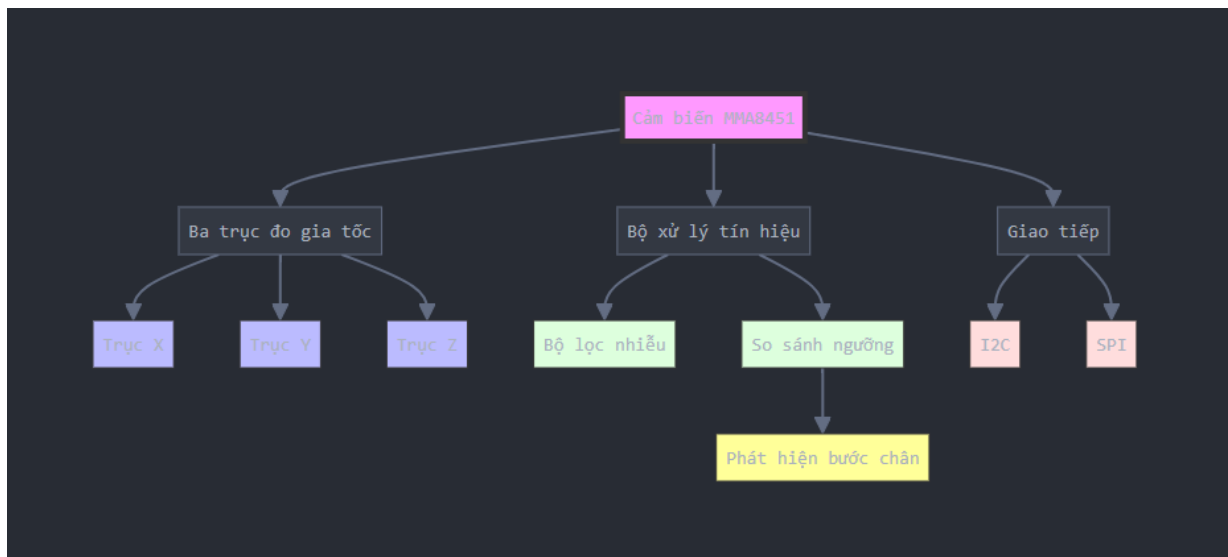 Cảm biến MMA8451
Ba trục đo gia tốc
Bộ xử lý tín hiệu
Giao tiếp
Trục X
Trục Y
Trục Z
Bộ lọc nhiễu
So sánh ngưỡng
I2C
SPI
Phát hiện bước chân